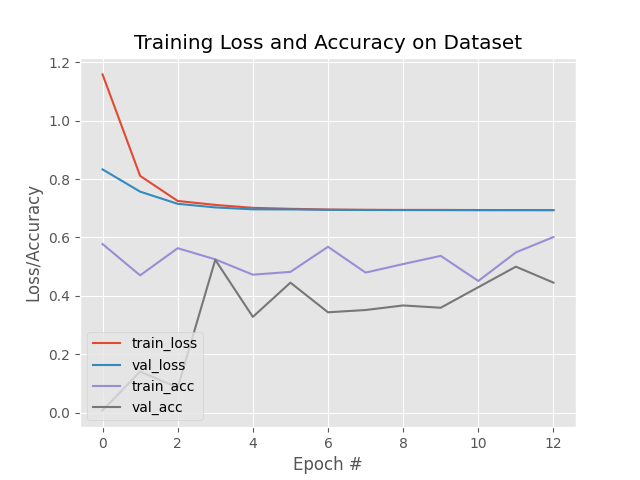 Training Loss and Accuracy on Dataset
1.2
1.0
0.8
0.6
0.4
0.2
0.0
Loss/Accuracy
train_loss
val_loss
train_acc
val_acc
0 2 4 6 8 10 12
Epoch #